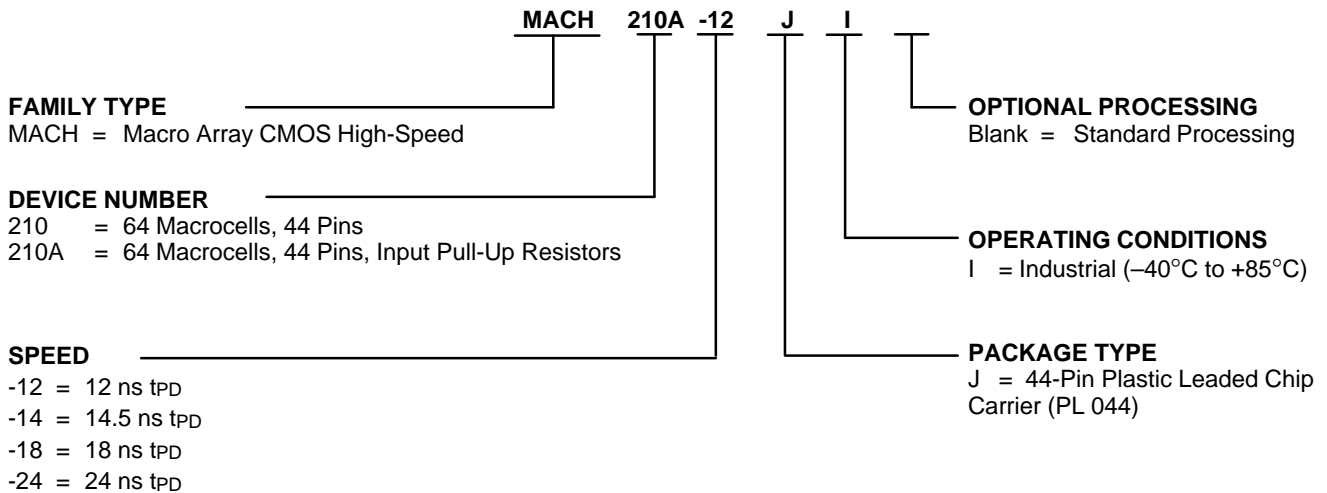 MACH 210A -12 J I
FAMILY TYPE
MACH = Macro Array CMOS High-Speed
DEVICE NUMBER
210 = 64 Macrocells, 44 Pins
210A = 64 Macrocells, 44 Pins, Input Pull-Up Resistors
SPEED
-12 = 12 ns tPD
-14 = 14.5 ns tPD
-18 = 18 ns tPD
-24 = 24 ns tPD
OPTIONAL PROCESSING
Blank = Standard Processing
OPERATING CONDITIONS
I = Industrial (–40°C to +85°C)
PACKAGE TYPE
J = 44-Pin Plastic Leaded Chip
Carrier (PL 044)